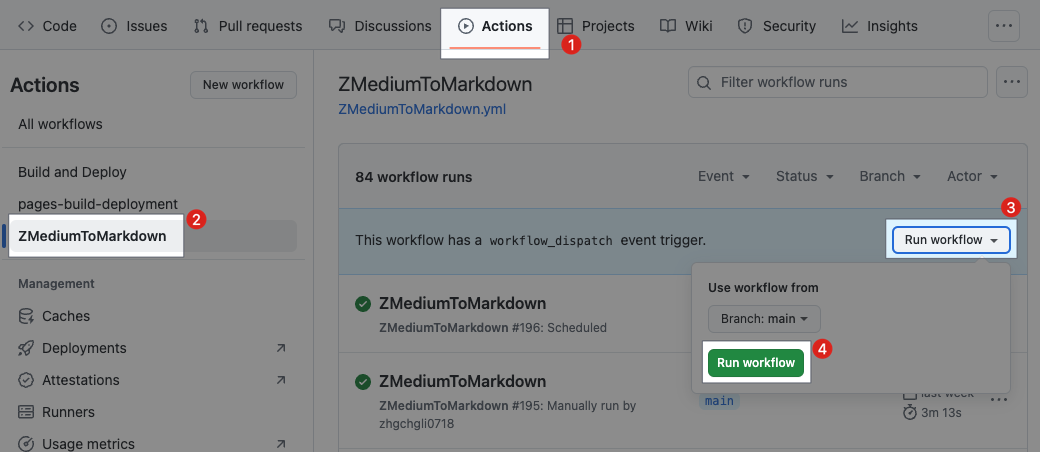 Code Issues Pull requests Discussions Actions Projects Wiki Security Insights ...
1
Actions New workflow
All workflows
Build and Deploy
pages-build-deployment
2
ZMediumToMarkdown
Management
Caches
Deployments
Attestations
Runners
Usage metrics
ZMediumToMarkdown
ZMediumToMarkdown.yml
Filter workflow runs ...
84 workflow runs Event Status Branch Actor
3
This workflow has a workflow_dispatch event trigger. Run workflow
Use workflow from
Branch: main
4
Run workflow
ZMediumToMarkdown
ZMediumToMarkdown #196: Scheduled
ZMediumToMarkdown
ZMediumToMarkdown #195: Manually run by
zhgchgli0718
main
last week ...
3m 13s